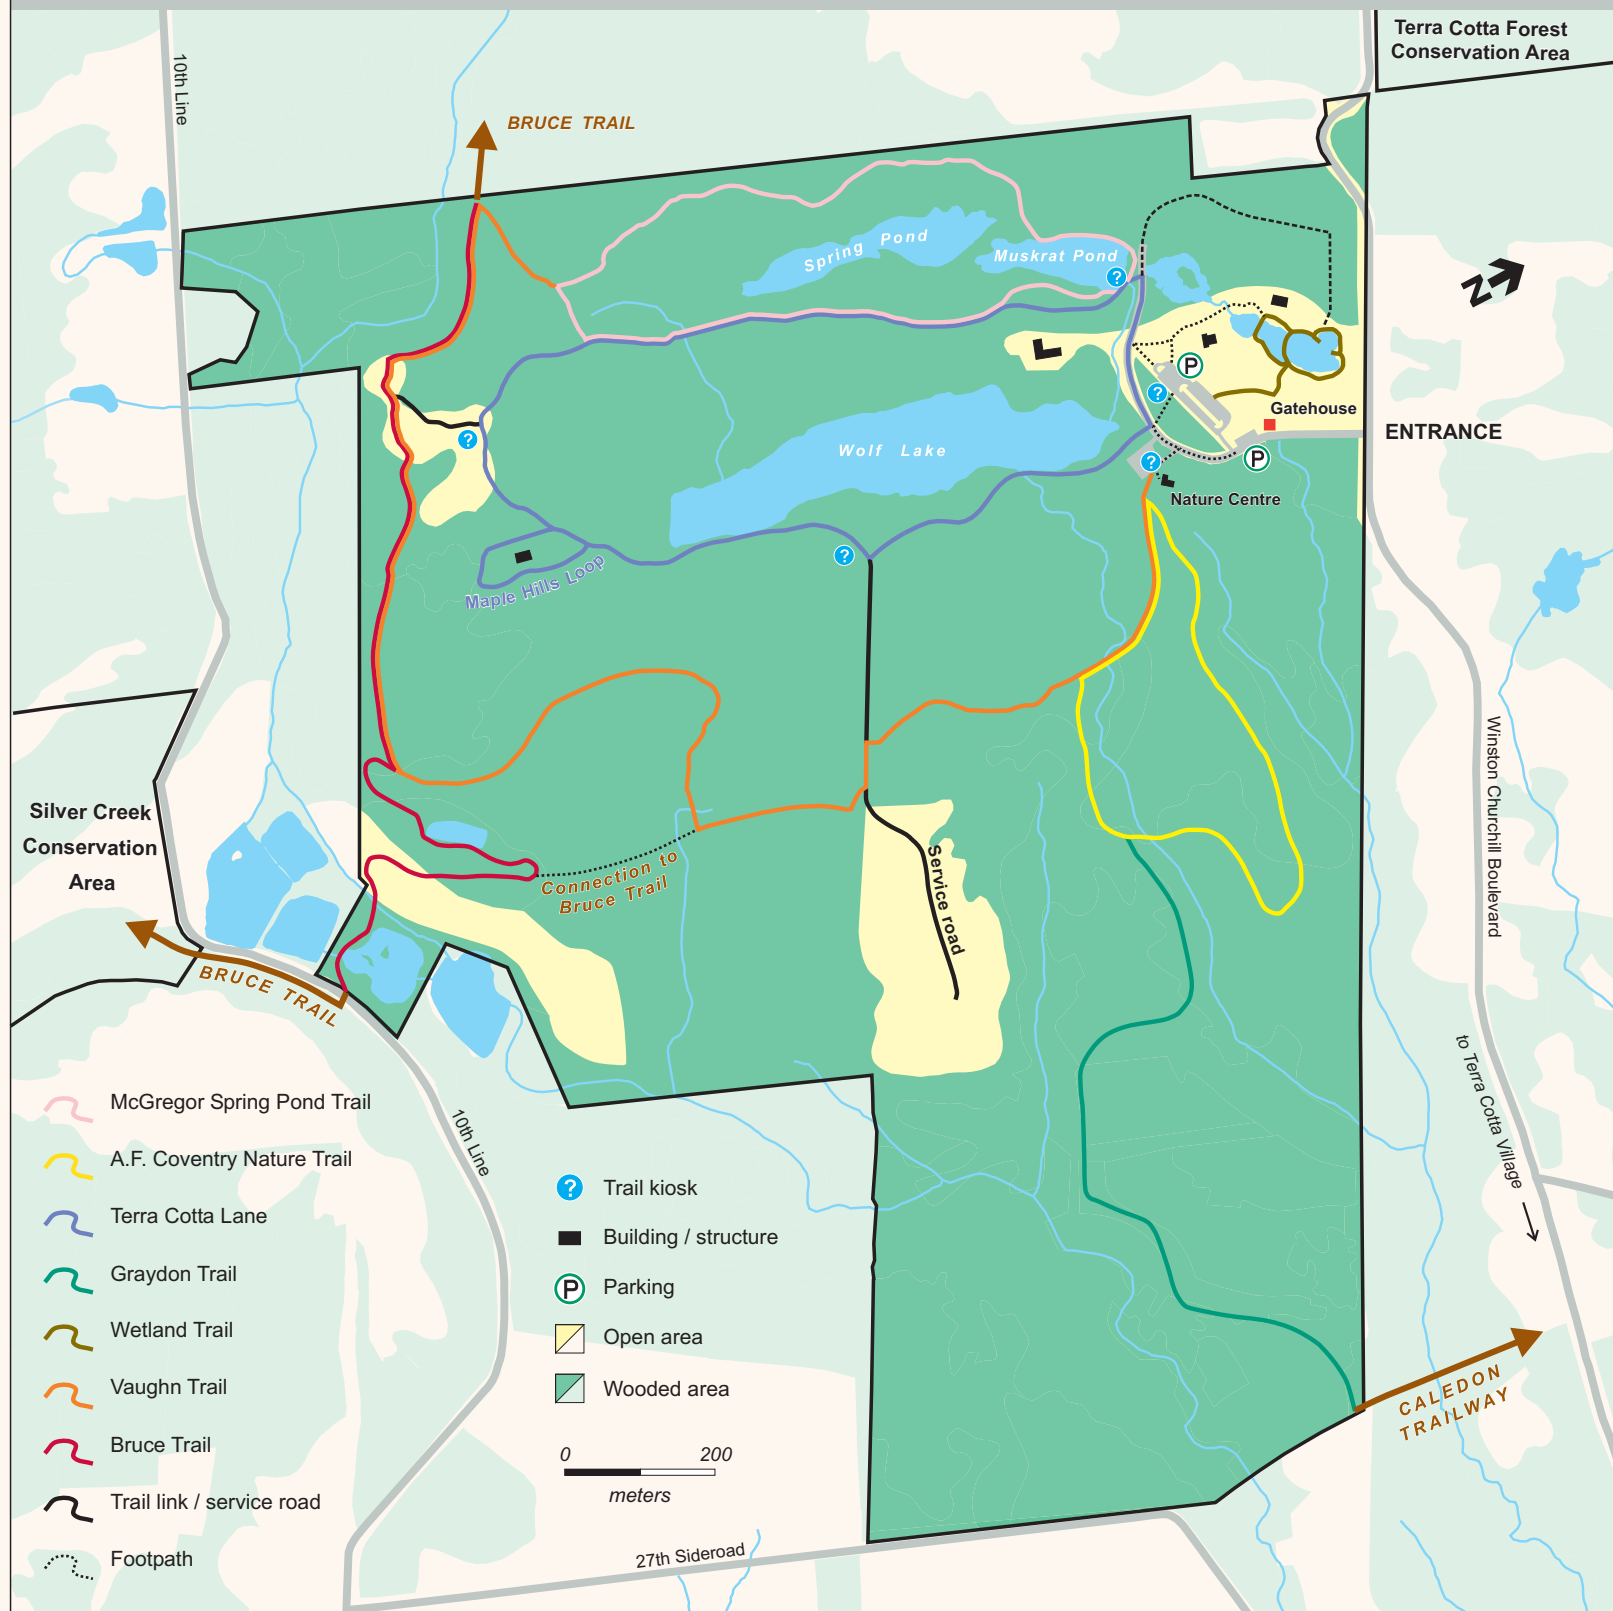 Terra Cotta Forest
Conservation Area
10th Line
BRUCE TRAIL
Spring Pond
Muskrat Pond
?
N
P
?
Gatehouse
ENTRANCE
?
Wolf Lake
?
P
Nature Centre
?
Maple Hills Loop
Winston Churchill Boulevard
Silver Creek
Conservation
Area
Connection to
Bruce Trail
Service road
BRUCE TRAIL
to Terra Cotta Village
10th Line
McGregor Spring Pond Trail
A.F. Coventry Nature Trail
Terra Cotta Lane
Graydon Trail
Wetland Trail
Vaughn Trail
Bruce Trail
Trail link / service road
Footpath
? Trail kiosk
Building / structure
P Parking
Open area
Wooded area
0 200
meters
CALEDON
TRAILWAY
27th Sideroad